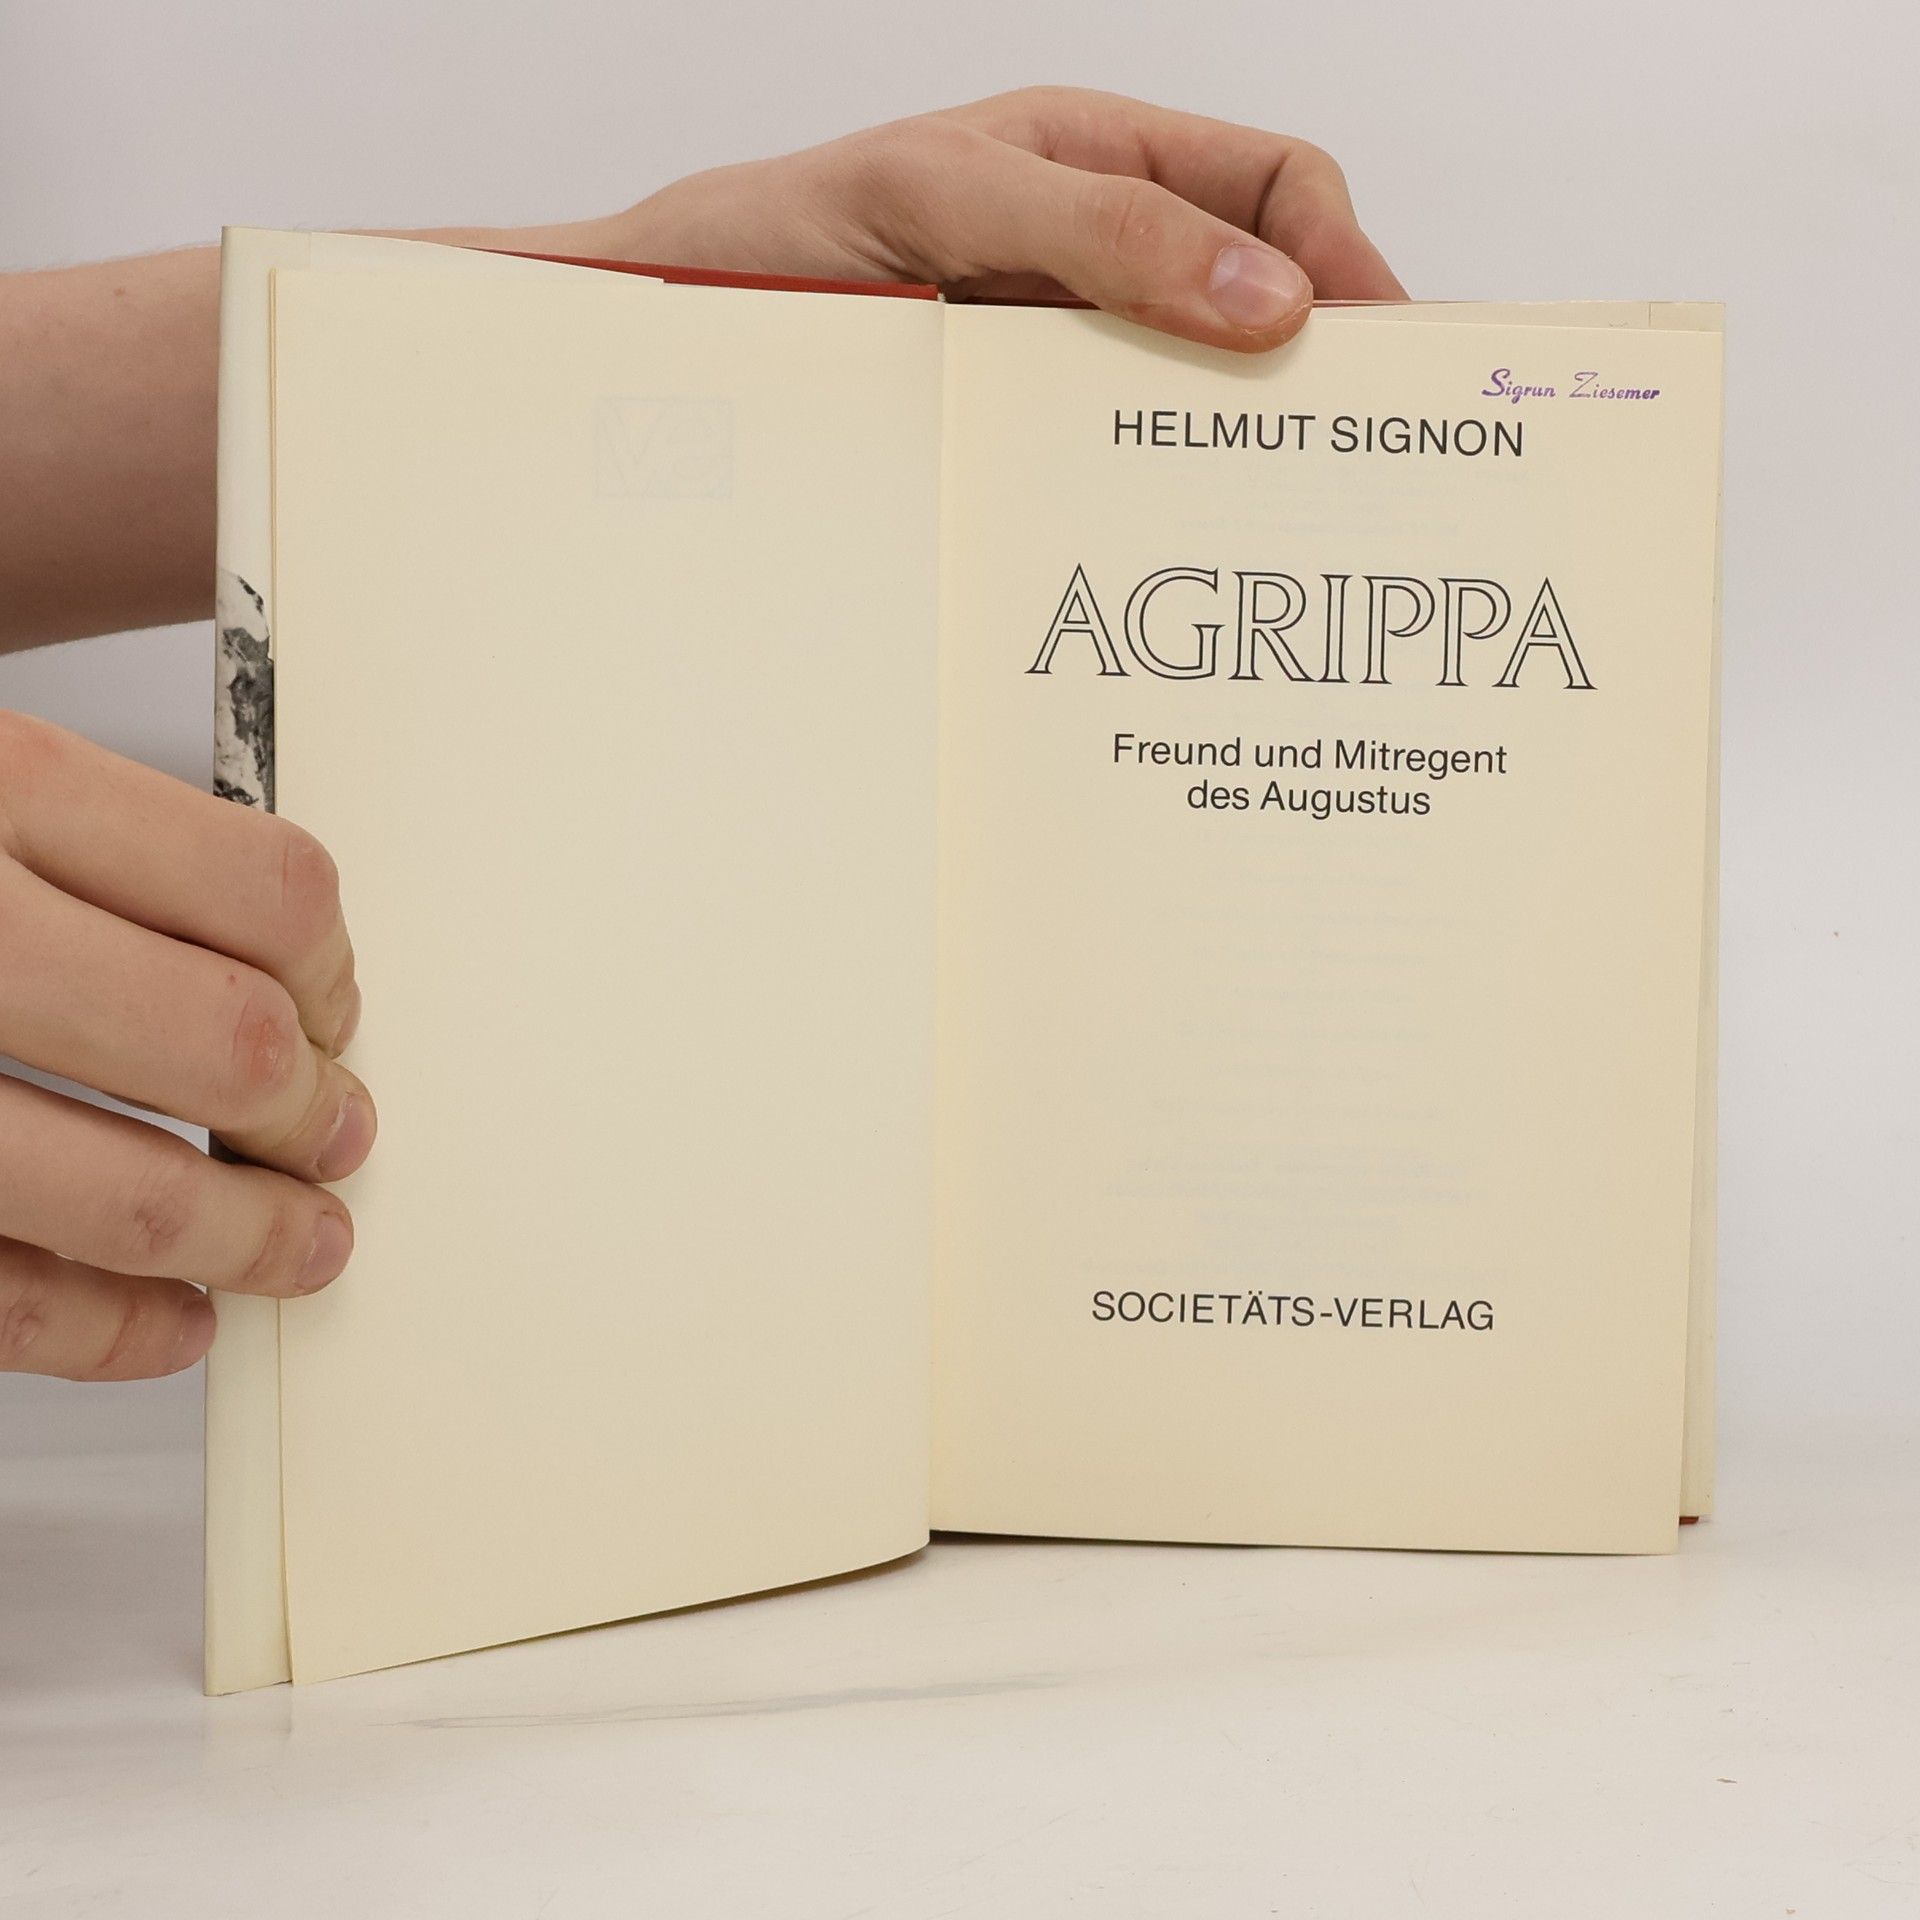 Sigrun Ziesemer
HELMUT SIGNON
AGRIPPA
Freund und Mitregent
des Augustus
SOCIETÄTS-VERLAG